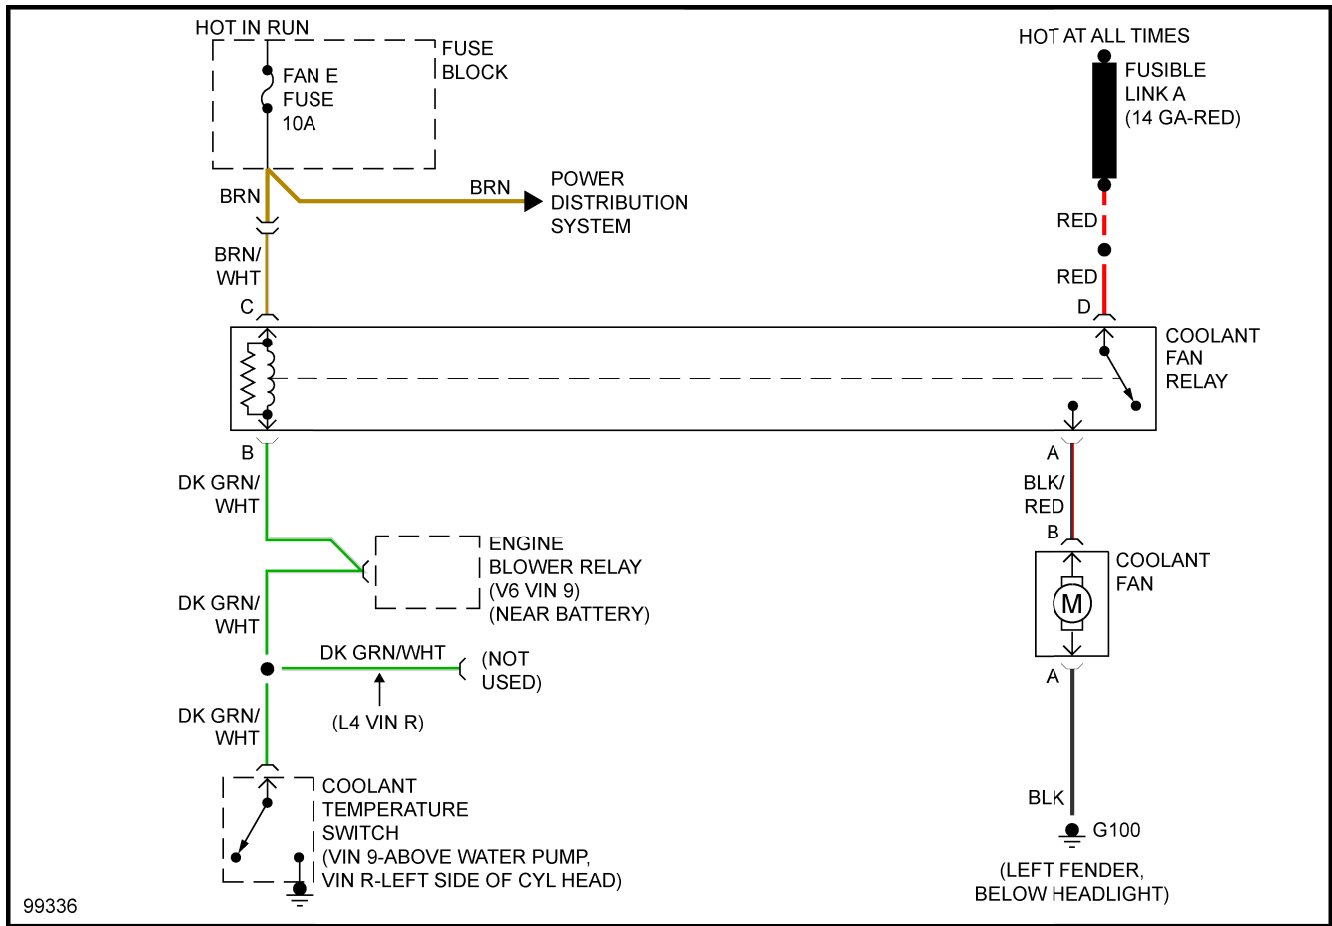 HOT IN RUN
FUSE
BLOCK
FAN E
FUSE
10A
BRN
BRN
POWER
DISTRIBUTION
SYSTEM
BRN/
WHT
C
HOT AT ALL TIMES
FUSIBLE
LINK A
(14 GA-RED)
RED
RED
D
COOLANT
FAN
RELAY
B
DK GRN/
WHT
A
BLK/
RED
B
ENGINE
BLOWER RELAY
(V6 VIN 9)
(NEAR BATTERY)
COOLANT
FAN
M
DK GRN/
WHT
DK GRN/WHT
(NOT
USED)
(L4 VIN R)
A
DK GRN/
WHT
COOLANT
TEMPERATURE
SWITCH
(VIN 9-ABOVE WATER PUMP,
VIN R-LEFT SIDE OF CYL HEAD)
BLK
G100
(LEFT FENDER,
BELOW HEADLIGHT)
99336